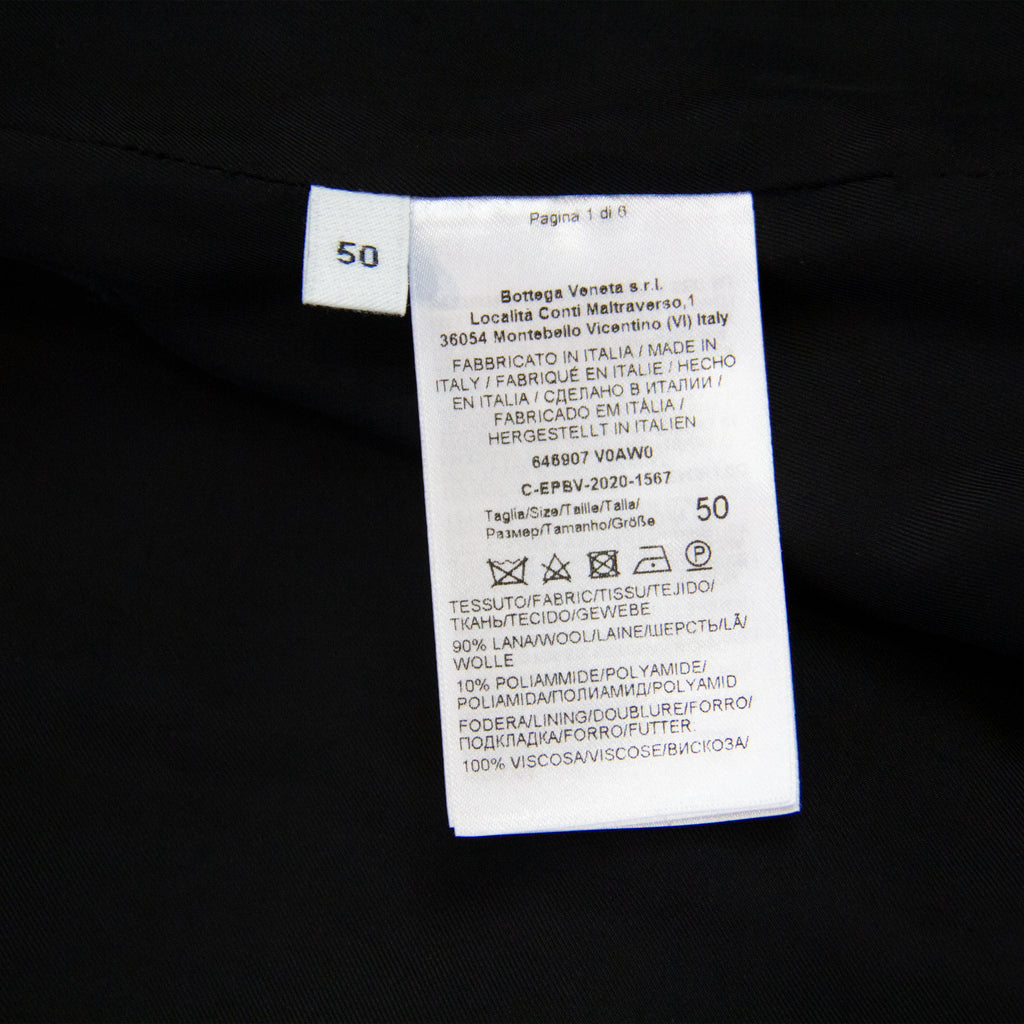 50
Pagina 1 di 6
Bottega Veneta s.r.l.
Località Conti Maltraverso,1
36054 Montebello Vicentino (VI) Italy
FABBRICATO IN ITALIA / MADE IN
ITALY / FABRIQUÉ EN ITALIE / HECHO
EN ITALIA / СДЕЛАНО В ИТАЛИИ /
FABRICADO EM ITÁLIA /
HERGESTELLT IN ITALIEN
646907 V0AW0
C-EPBV-2020-1567
Taglia/Size/Taille/Talla/
Размер/Tamanho/Größe 50
P
TESSUTO/FABRIC/TISSU/TEJIDO/
ТКАНЬ/TECIDO/GEWEBE
90% LANA/WOOL/LAINE/ШЕРСТЬ/LÃ/
WOLLE
10% POLIAMMIDE/POLYAMIDE/
POLIAMIDA/ПОЛИАМИД/POLYAMID
FODERA/LINING/DOUBLURE/FORRO/
ПОДКЛАДКА/FORRO/FUTTER
100% VISCOSA/VISCOSE/ВИСКОЗА/